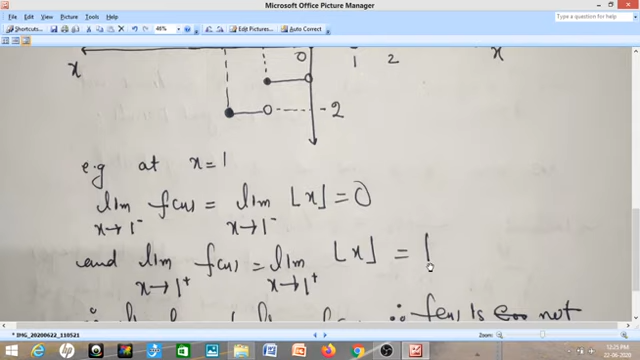 Microsoft Office Picture Manager
File Edit View Picture Tools Help
Type a question for help
Shortcuts... 48% Edit Pictures... Auto Correct
x 0 1 2 x
-2
e.g at x=1
lim f(x) = lim ⌊x⌋ = 0
x→1⁻ x→1⁻
and lim f(x) = lim ⌊x⌋ = 1
x→1⁺ x→1⁺
∴ f(x) is not
* IMG_20200622_110521 Zoom:
12:21 PM
22-06-2020